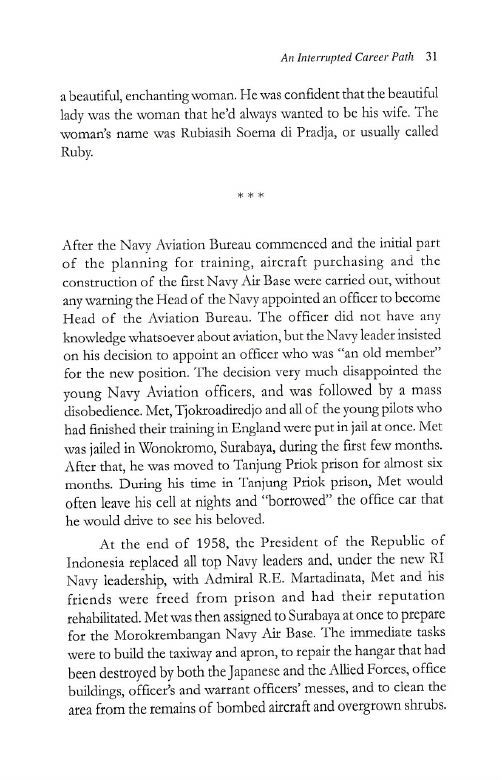 An Interrupted Career Path 31
a beautiful, enchanting woman. He was confident that the beautiful
lady was the woman that he'd always wanted to be his wife. The
woman's name was Rubiasih Soema di Pradja, or usually called
Ruby.
* * *
After the Navy Aviation Bureau commenced and the initial part
of the planning for training, aircraft purchasing and the
construction of the first Navy Air Base were carried out, without
any warning the Head of the Navy appointed an officer to become
Head of the Aviation Bureau. The officer did not have any
knowledge whatsoever about aviation, but the Navy leader insisted
on his decision to appoint an officer who was "an old member"
for the new position. The decision very much disappointed the
young Navy Aviation officers, and was followed by a mass
disobedience. Met, Tjokroadiredjo and all of the young pilots who
had finished their training in England were put in jail at once. Met
was jailed in Wonokromo, Surabaya, during the first few months.
After that, he was moved to Tanjung Priok prison for almost six
months. During his time in Tanjung Priok prison, Met would
often leave his cell at nights and "borrowed" the office car that
he would drive to see his beloved.
At the end of 1958, the President of the Republic of
Indonesia replaced all top Navy leaders and, under the new RI
Navy leadership, with Admiral R.E. Martadinata, Met and his
friends were freed from prison and had their reputation
rehabilitated. Met was then assigned to Surabaya at once to prepare
for the Morokrembangan Navy Air Base. The immediate tasks
were to build the taxiway and apron, to repair the hangar that had
been destroyed by both the Japanese and the Allied Forces, office
buildings, officer's and warrant officers' messes, and to clean the
area from the remains of bombed aircraft and overgrown shrubs.